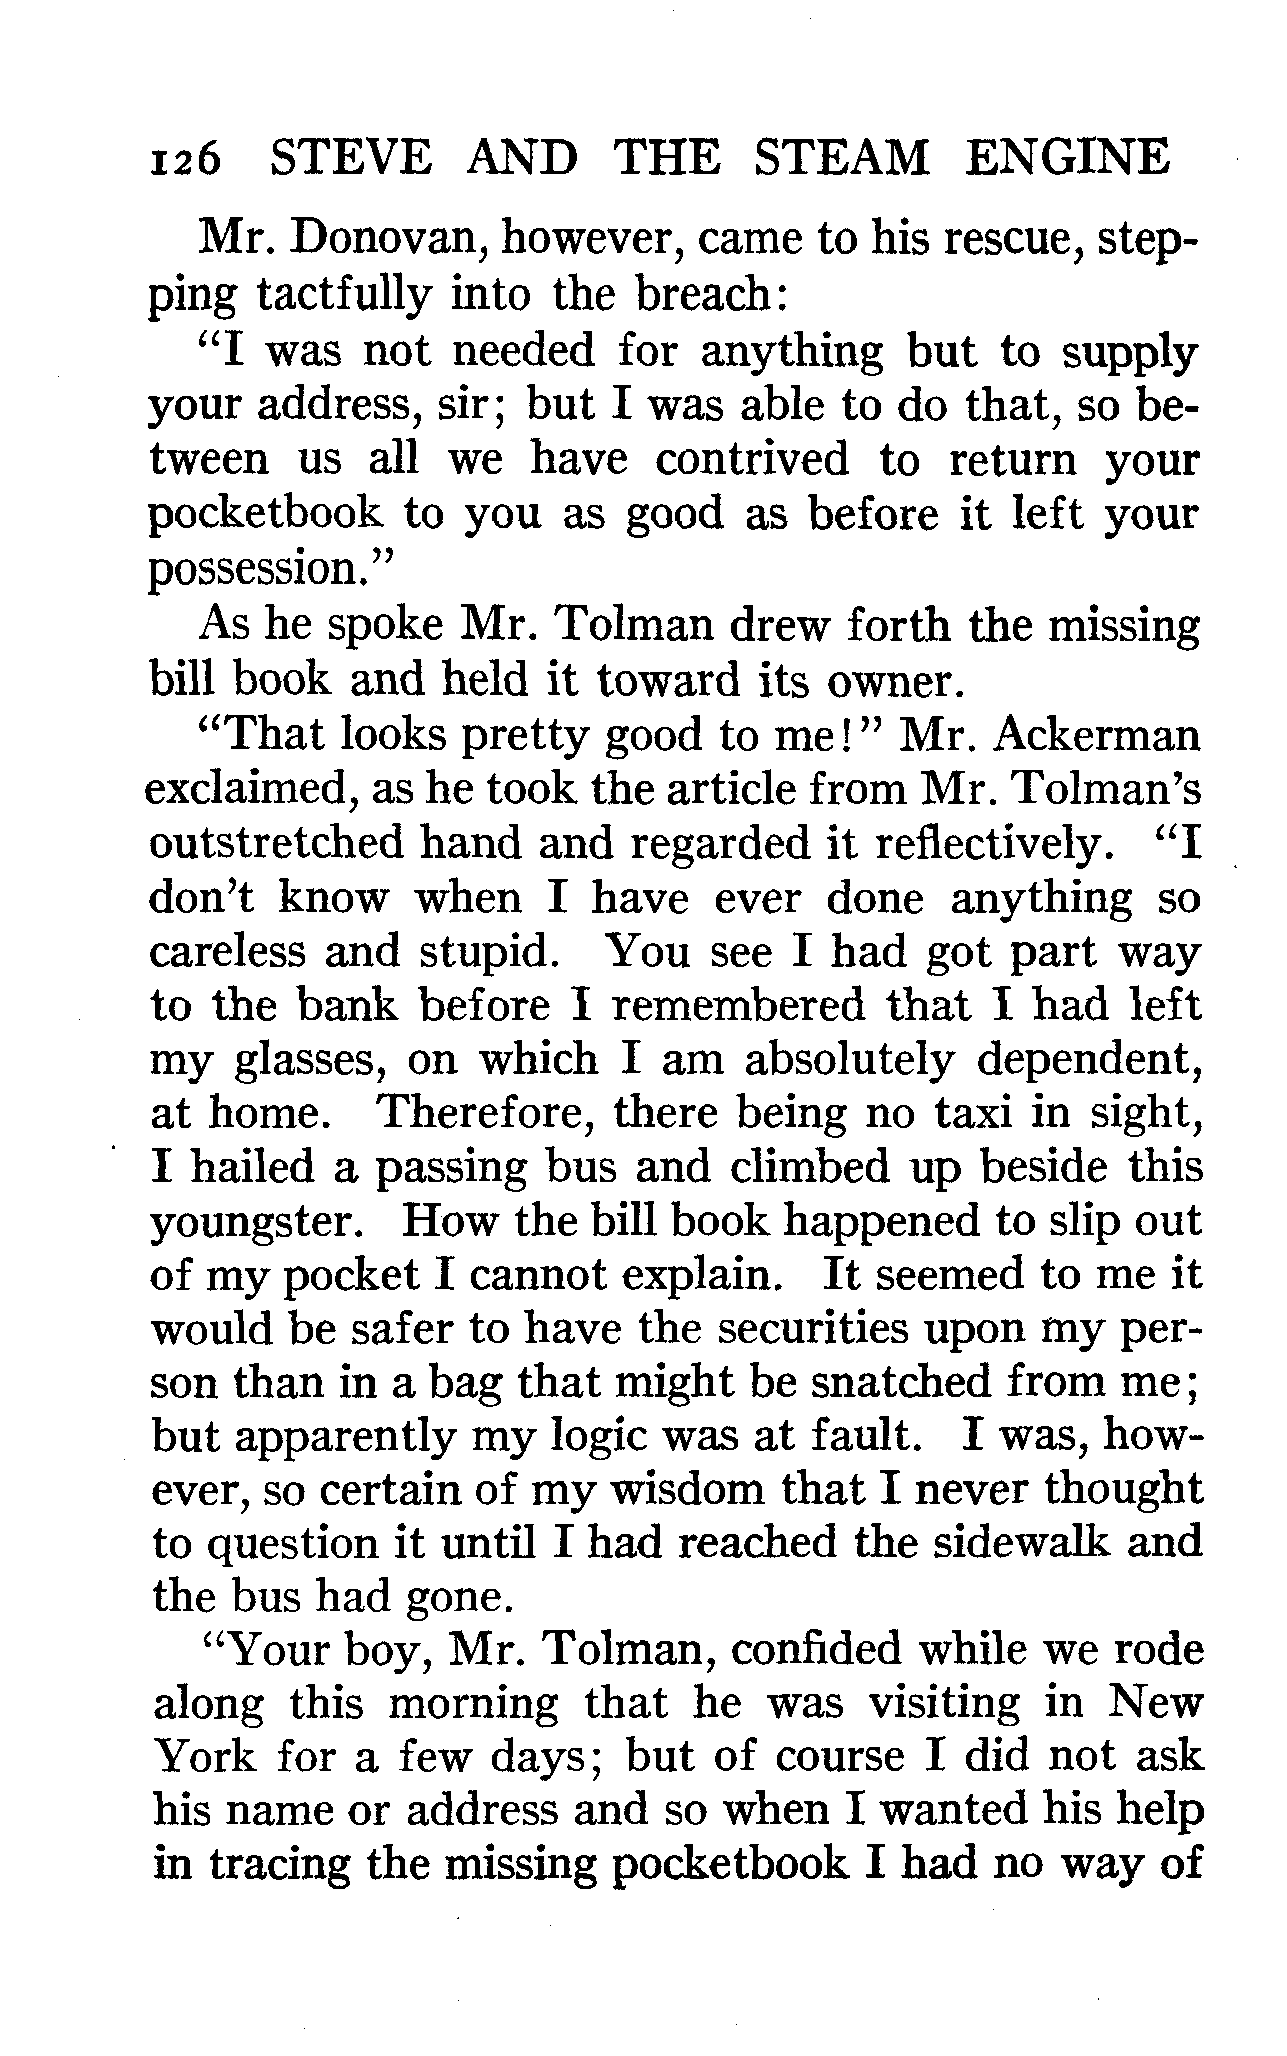 126 STEVE AND THE STEAM ENGINE
Mr. Donovan, however, came to his rescue, step-
ping tactfully into the breach:
“I was not needed for anything but to supply
your address, sir; but I was able to do that, so be-
tween us all we have contrived to return your
pocketbook to you as good as before it left your
possession.”
As he spoke Mr. Tolman drew forth the missing
bill book and held it toward its owner.
“That looks pretty good to me!” Mr. Ackerman
exclaimed, as he took the article from Mr. Tolman's
outstretched hand and regarded it reflectively. “I
don't know when I have ever done anything so
careless and stupid. You see I had got part way
to the bank before I remembered that I had left
my glasses, on which I am absolutely dependent,
at home. Therefore, there being no taxi in sight,
I hailed a passing bus and climbed up beside this
youngster. How the bill book happened to slip out
of my pocket I cannot explain. It seemed to me it
would be safer to have the securities upon my per-
son than in a bag that might be snatched from me;
but apparently my logic was at fault. I was, how-
ever, so certain of my wisdom that I never thought
to question it until I had reached the sidewalk and
the bus had gone.
“Your boy, Mr. Tolman, confided while we rode
along this morning that he was visiting in New
York for a few days; but of course I did not ask
his name or address and so when I wanted his help
in tracing the missing pocketbook I had no way of